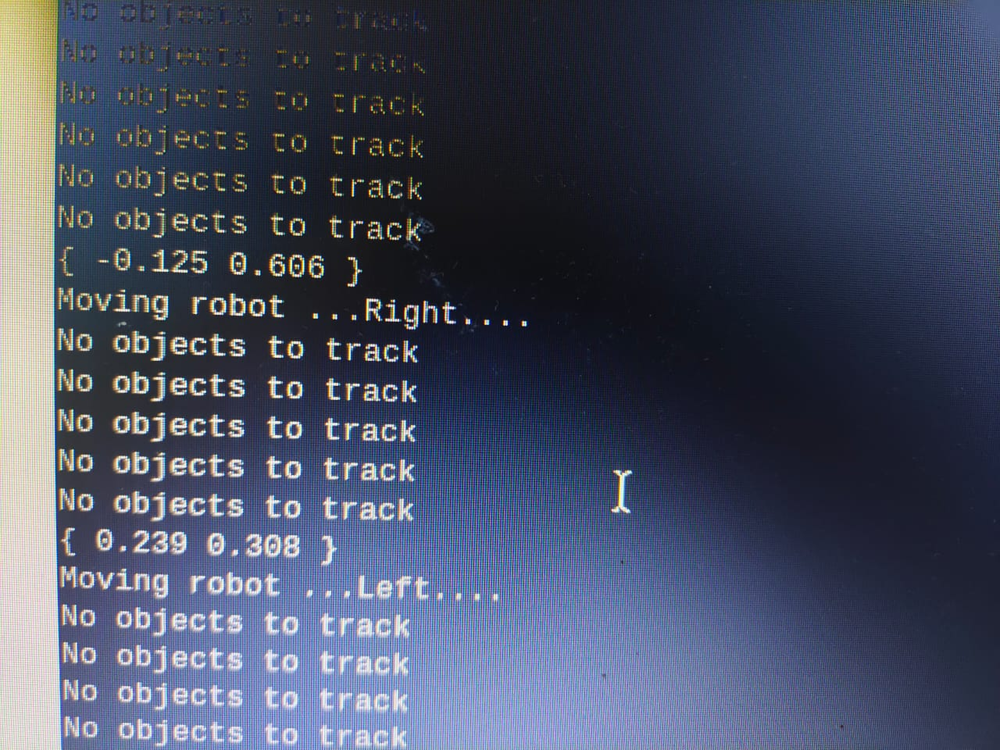 No objects to track
No objects to track
No objects to track
No objects to track
No objects to track
No objects to track
{ -0.125 0.606 }
Moving robot ...Right....
No objects to track
No objects to track
No objects to track
No objects to track
No objects to track
{ 0.239 0.308 }
Moving robot ...Left....
No objects to track
No objects to track
No objects to track
No objects to track